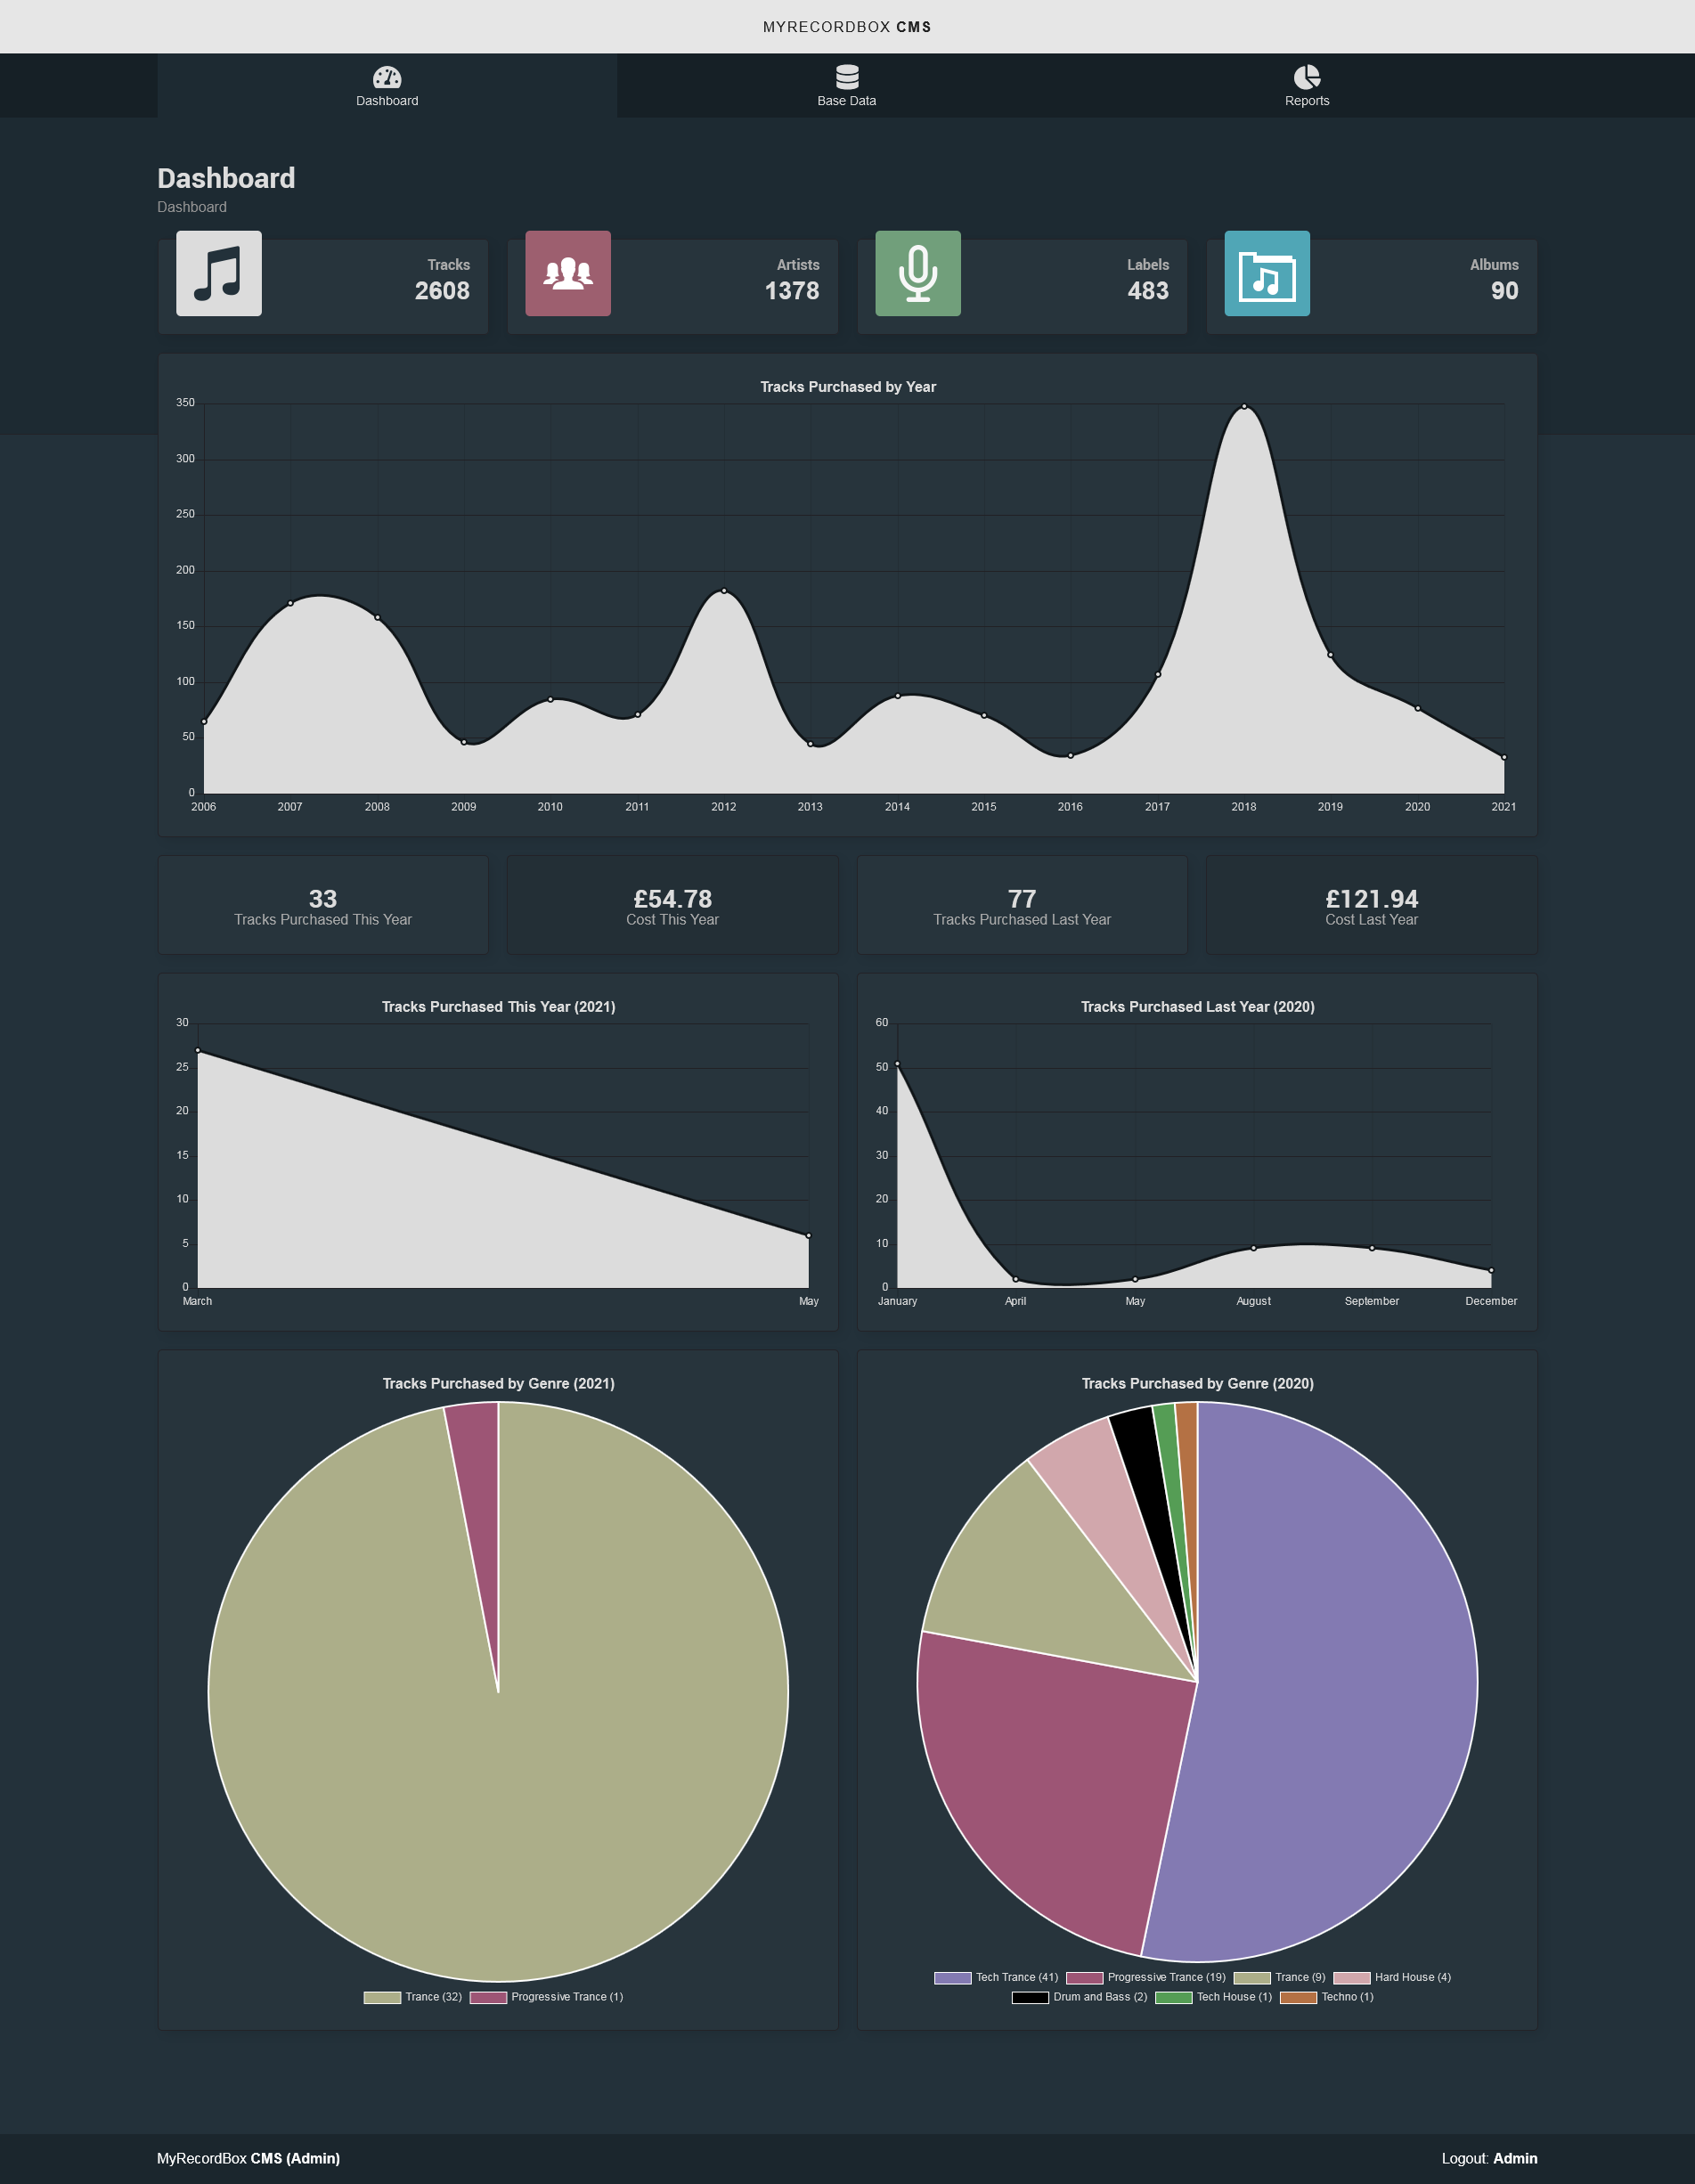 MYRECORDBOX CMS
Dashboard
Base Data
Reports
Dashboard
Dashboard
Tracks
2608
Artists
1378
Labels
483
Albums
90
Tracks Purchased by Year
350
300
250
200
150
100
50
0
2006 2007 2008 2009 2010 2011 2012 2013 2014 2015 2016 2017 2018 2019 2020 2021
33
Tracks Purchased This Year
£54.78
Cost This Year
77
Tracks Purchased Last Year
£121.94
Cost Last Year
Tracks Purchased This Year (2021)
30
25
20
15
10
5
0
March May
Tracks Purchased Last Year (2020)
60
50
40
30
20
10
0
January April May August September December
Tracks Purchased by Genre (2021)
Trance (32) Progressive Trance (1)
Tracks Purchased by Genre (2020)
Tech Trance (41) Progressive Trance (19) Trance (9) Hard House (4)
Drum and Bass (2) Tech House (1) Techno (1)
MyRecordBox CMS (Admin)
Logout: Admin